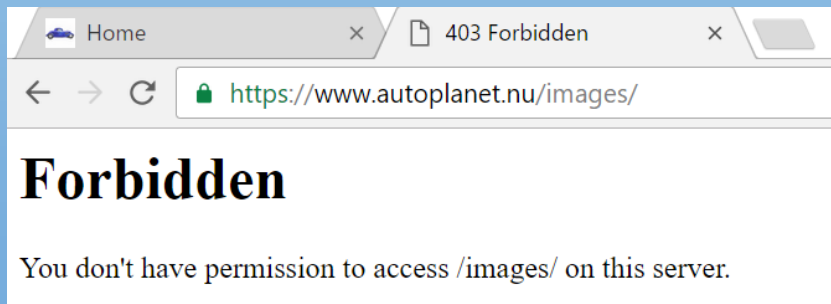 Home
403 Forbidden
https://www.autoplanet.nu/images/
Forbidden
You don't have permission to access /images/ on this server.